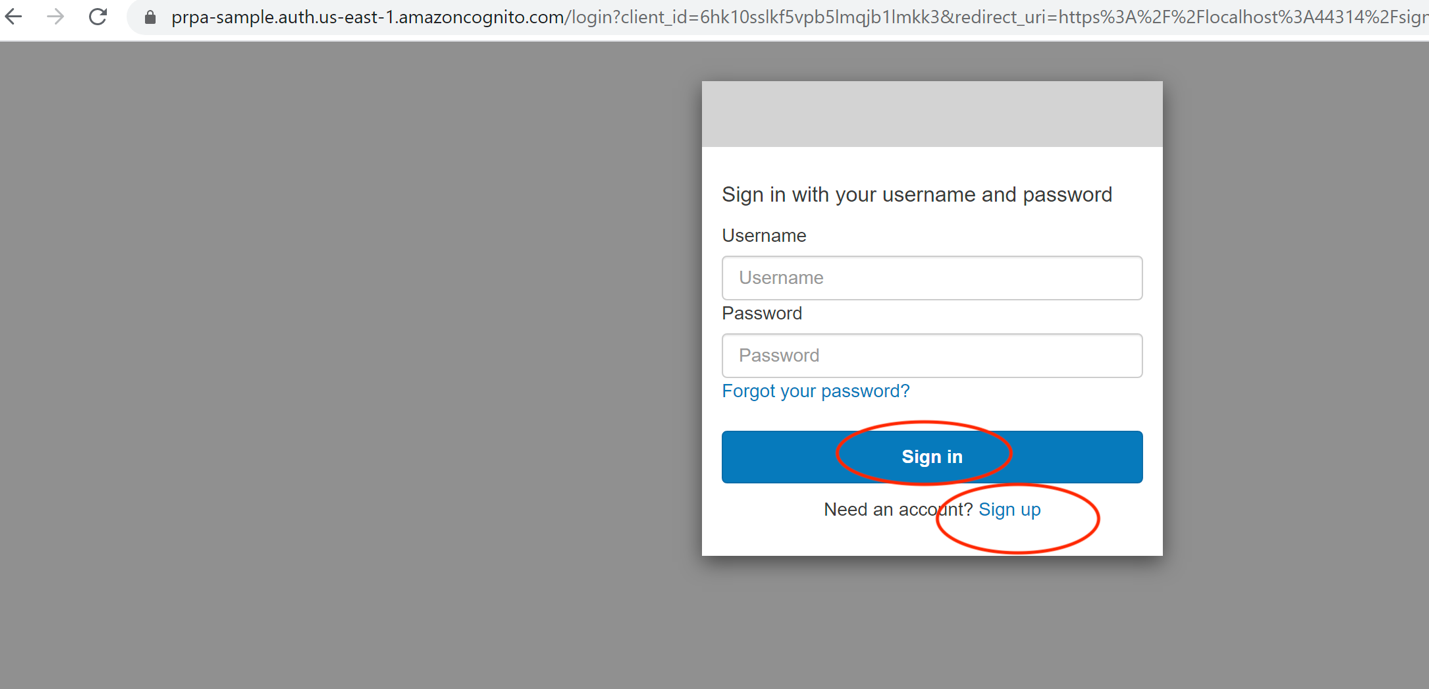 prpa-sample.auth.us-east-1.amazoncognito.com/login?client_id=6hk10sslkf5vpb5lmqjb1lmkk3&redirect_uri=https%3A%2F%2Flocalhost%3A44314%2Fsign
Sign in with your username and password
Username
Username
Password
Password
Forgot your password?
Sign in
Need an account? Sign up